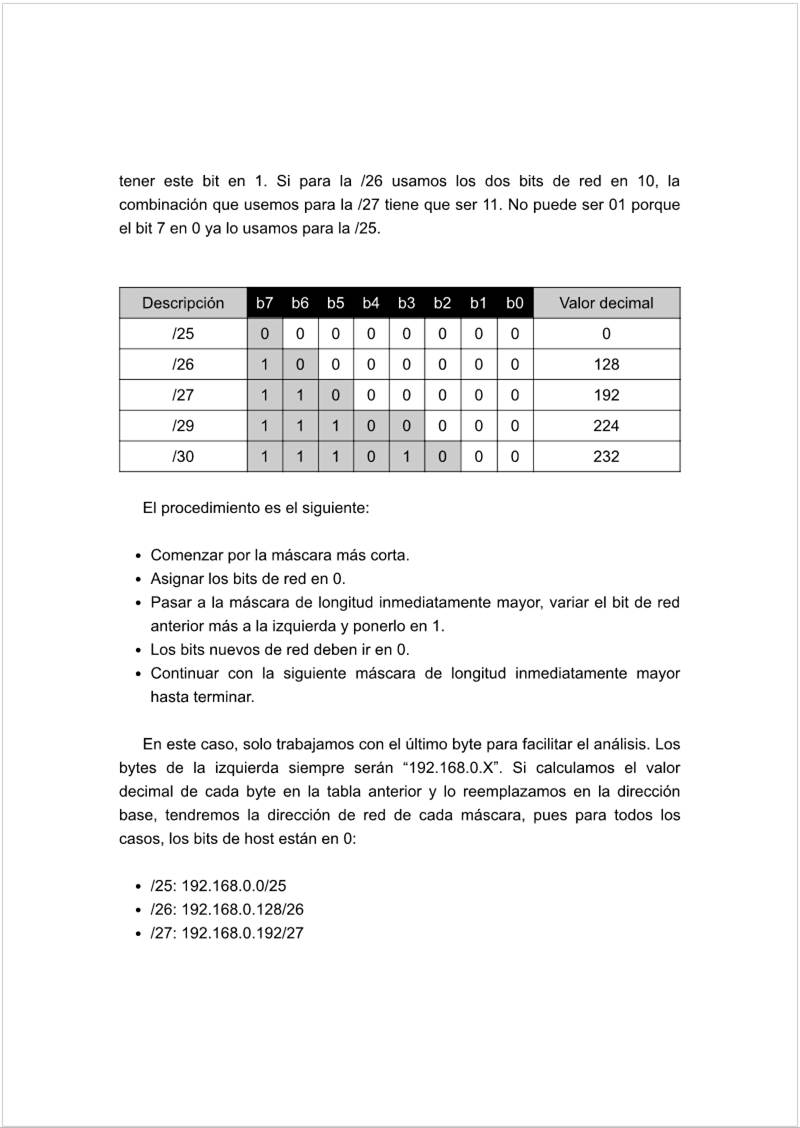 tener este bit en 1. Si para la /26 usamos los dos bits de red en 10, la
combinación que usemos para la /27 tiene que ser 11. No puede ser 01 porque
el bit 7 en 0 ya lo usamos para la /25.
Descripción b7 b6 b5 b4 b3 b2 b1 b0 Valor decimal
/25 0 0 0 0 0 0 0 0 0
/26 1 0 0 0 0 0 0 0 128
/27 1 1 0 0 0 0 0 0 192
/29 1 1 1 0 0 0 0 0 224
/30 1 1 1 0 1 0 0 0 232
El procedimiento es el siguiente:
• Comenzar por la máscara más corta.
• Asignar los bits de red en 0.
• Pasar a la máscara de longitud inmediatamente mayor, variar el bit de red
anterior más a la izquierda y ponerlo en 1.
• Los bits nuevos de red deben ir en 0.
• Continuar con la siguiente máscara de longitud inmediatamente mayor
hasta terminar.
En este caso, solo trabajamos con el último byte para facilitar el análisis. Los
bytes de la izquierda siempre serán “192.168.0.X”. Si calculamos el valor
decimal de cada byte en la tabla anterior y lo reemplazamos en la dirección
base, tendremos la dirección de red de cada máscara, pues para todos los
casos, los bits de host están en 0:
• /25: 192.168.0.0/25
• /26: 192.168.0.128/26
• /27: 192.168.0.192/27